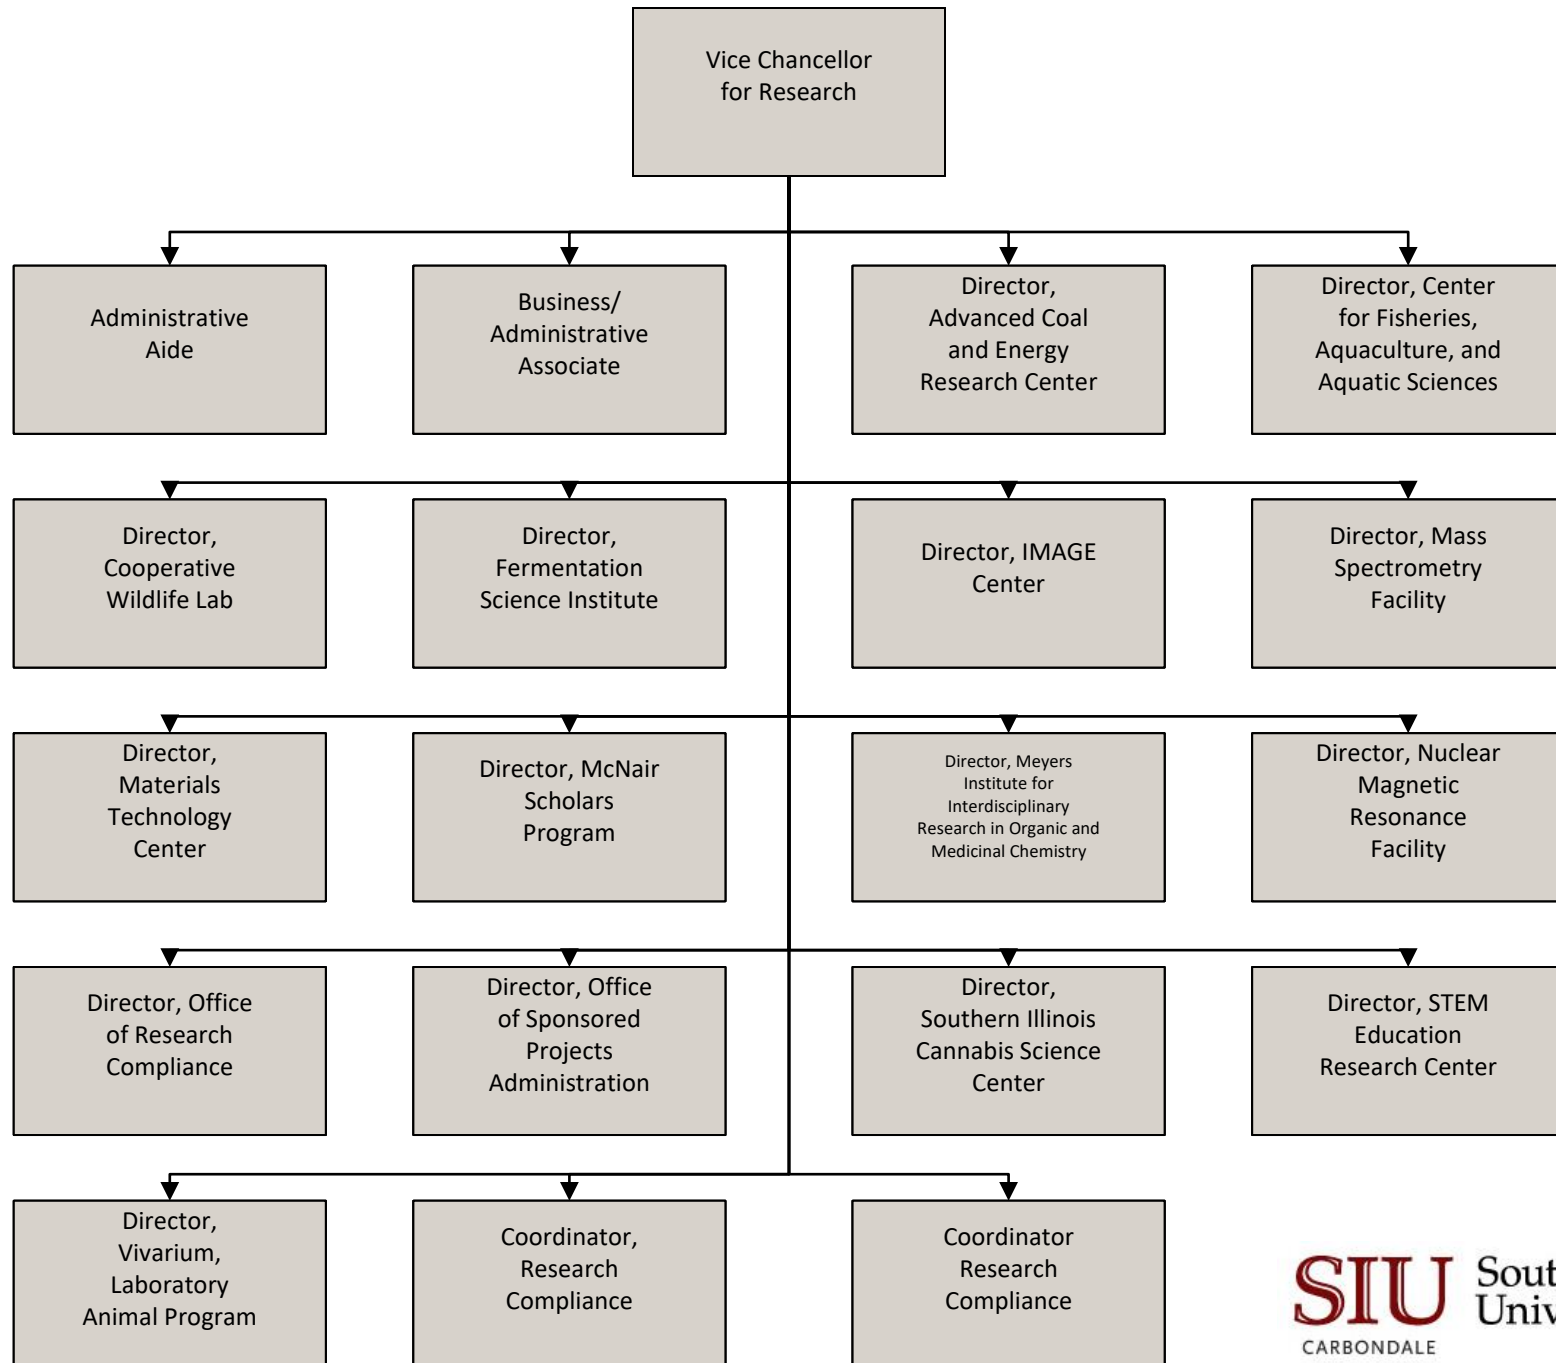 Vice Chancellor
for Research
Administrative
Aide
Business/
Administrative
Associate
Director,
Advanced Coal
and Energy
Research Center
Director, Center
for Fisheries,
Aquaculture, and
Aquatic Sciences
Director,
Cooperative
Wildlife Lab
Director,
Fermentation
Science Institute
Director, IMAGE
Center
Director, Mass
Spectrometry
Facility
Director,
Materials
Technology
Center
Director, McNair
Scholars
Program
Director, Meyers
Institute for
Interdisciplinary
Research in Organic and
Medicinal Chemistry
Director, Nuclear
Magnetic
Resonance
Facility
Director, Office
of Research
Compliance
Director, Office
of Sponsored
Projects
Administration
Director,
Southern Illinois
Cannabis Science
Center
Director, STEM
Education
Research Center
Director,
Vivarium,
Laboratory
Animal Program
Coordinator,
Research
Compliance
Coordinator
Research
Compliance
SIU
CARBONDALE